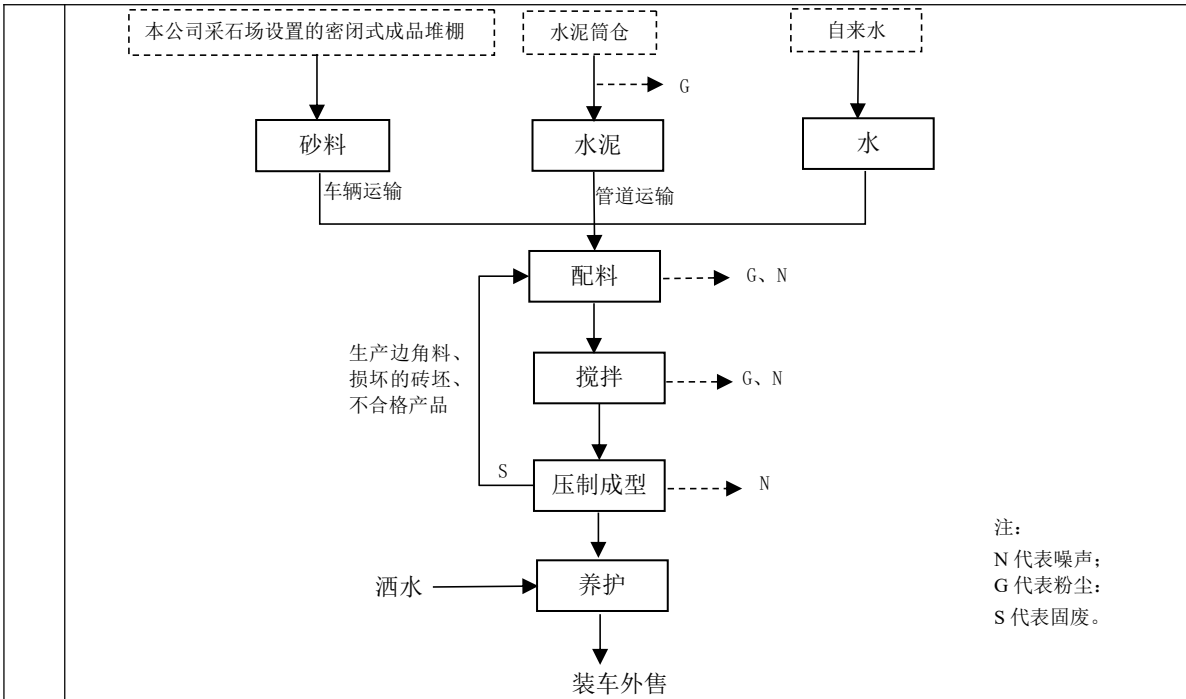 本公司采石场设置的密闭式成品堆棚
水泥筒仓
自来水
G
砂料
水泥
水
车辆运输
管道运输
配料
G、N
生产边角料、
损坏的砖坯、
不合格产品
搅拌
G、N
S
压制成型
N
注：
N 代表噪声；
G 代表粉尘：
S 代表固废。
洒水
养护
装车外售